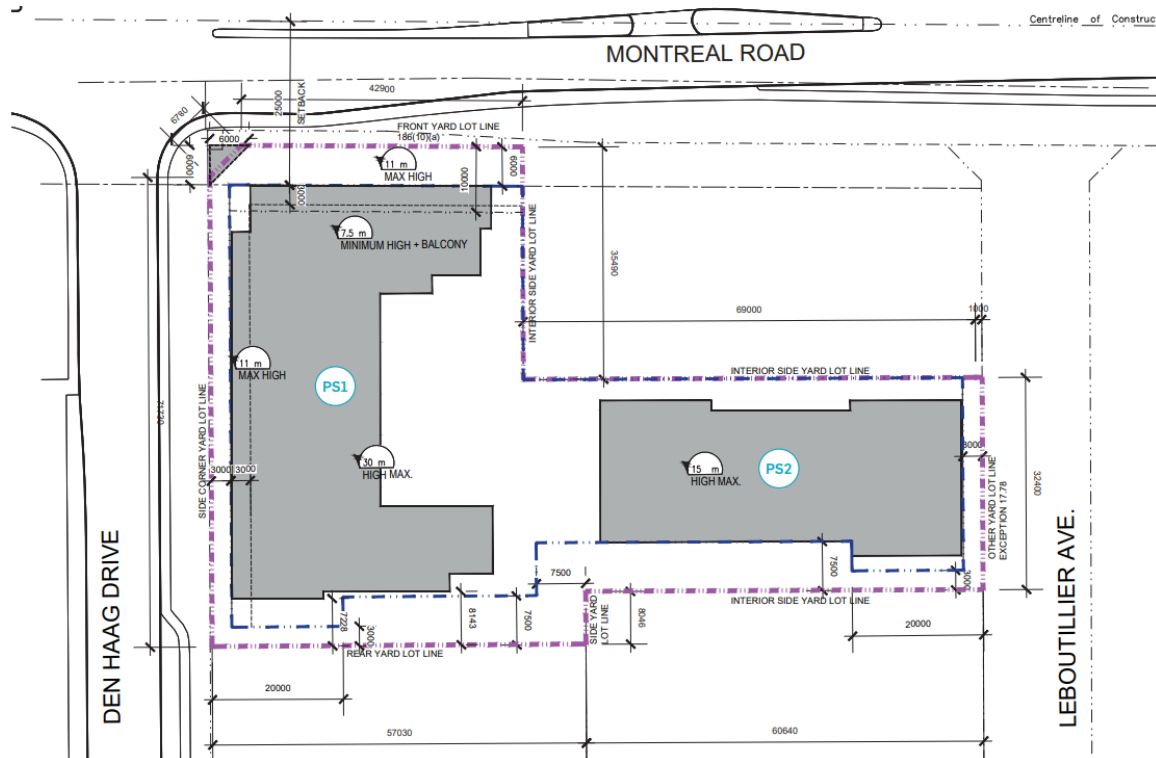 Centreline of Construc
MONTREAL ROAD
42900
25000
SETBACK
6760
6000
FRONT YARD LOT LINE
186(10)(a)
11 m
MAX HIGH
6000
6000
10000
7.5 m
MINIMUM HIGH + BALCONY
INTERIOR SIDE YARD LOT LINE
35490
69000
1000
11 m
MAX HIGH
PS1
INTERIOR SIDE YARD LOT LINE
SIDE CORNER YARD LOT LINE
30 m
HIGH MAX.
3000
3000
15 m
HIGH MAX.
PS2
3000
OTHER YARD LOT LINE
EXCEPTION 17.78
32400
DEN HAAG DRIVE
LEBOUTILLIER AVE.
7500
7500
3000
INTERIOR SIDE YARD LOT LINE
SIDE YARD
LOT LINE
8046
7228
3000
8143
7500
REAR YARD LOT LINE
20000
20000
57030
60640